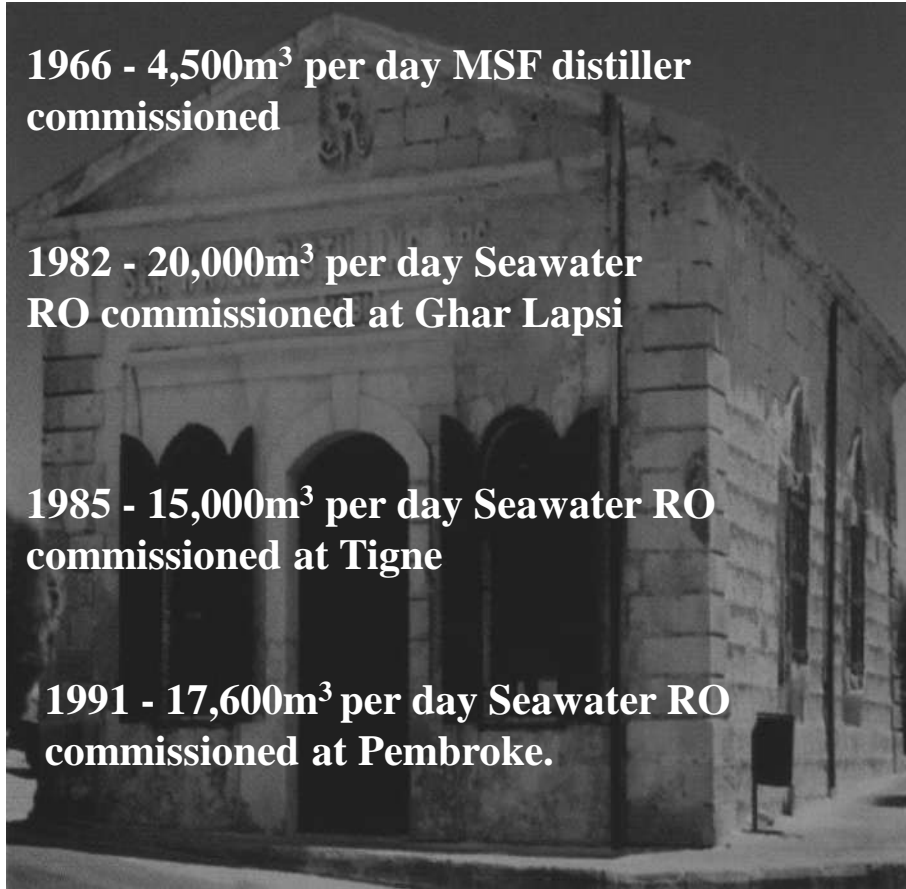 1966 - 4,500m³ per day MSF distiller
commissioned
1982 - 20,000m³ per day Seawater
RO commissioned at Ghar Lapsi
1985 - 15,000m³ per day Seawater RO
commissioned at Tigne
1991 - 17,600m³ per day Seawater RO
commissioned at Pembroke.